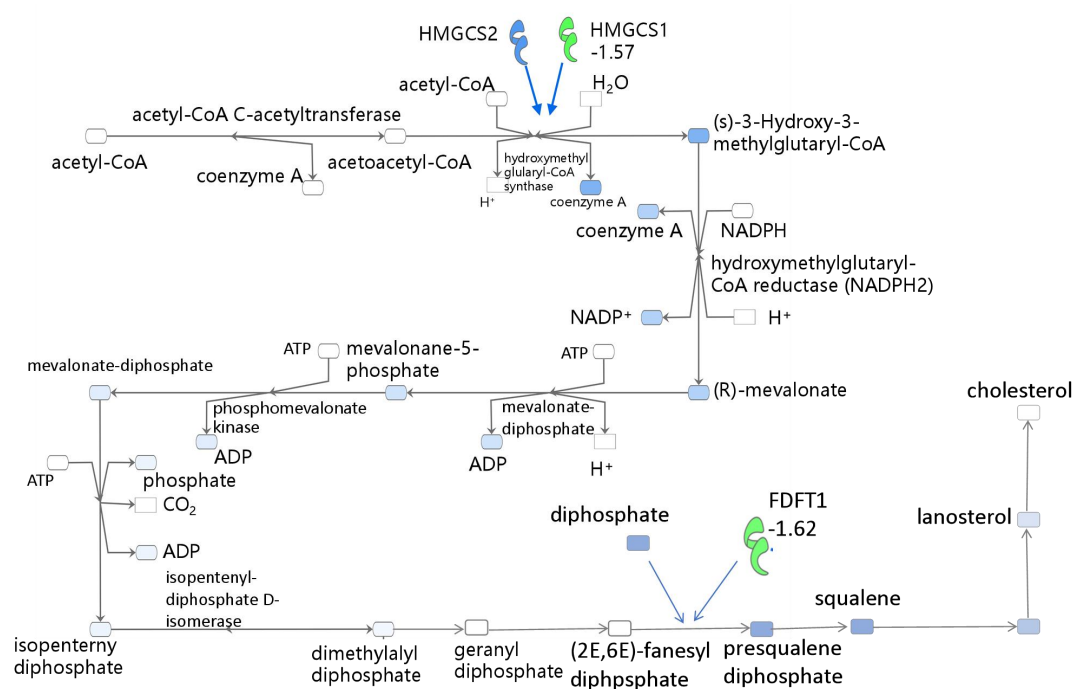 HMGCS2
HMGCS1
-1.57
acetyl-CoA
H₂O
acetyl-CoA C-acetyltransferase
(s)-3-Hydroxy-3-
methylglutaryl-CoA
acetyl-CoA
acetoacetyl-CoA
coenzyme A
hydroxymethyl
glularyl-CoA
synthase
H⁺
coenzyme A
coenzyme A
NADPH
hydroxymethylglutaryl-
CoA reductase (NADPH2)
NADP⁺
H⁺
mevalonate-diphosphate
ATP
mevalonane-5-
phosphate
ATP
(R)-mevalonate
cholesterol
phosphomevalonate
kinase
ADP
mevalonate-
diphosphate
ADP
H⁺
ATP
phosphate
CO₂
ADP
diphosphate
FDFT1
-1.62
lanosterol
isopentenyl-
diphosphate D-
isomerase
squalene
isopenterny
diphosphate
dimethylalyl
diphosphate
geranyl
diphosphate
(2E,6E)-fanesyl
diphpsphate
presqualene
diphosphate